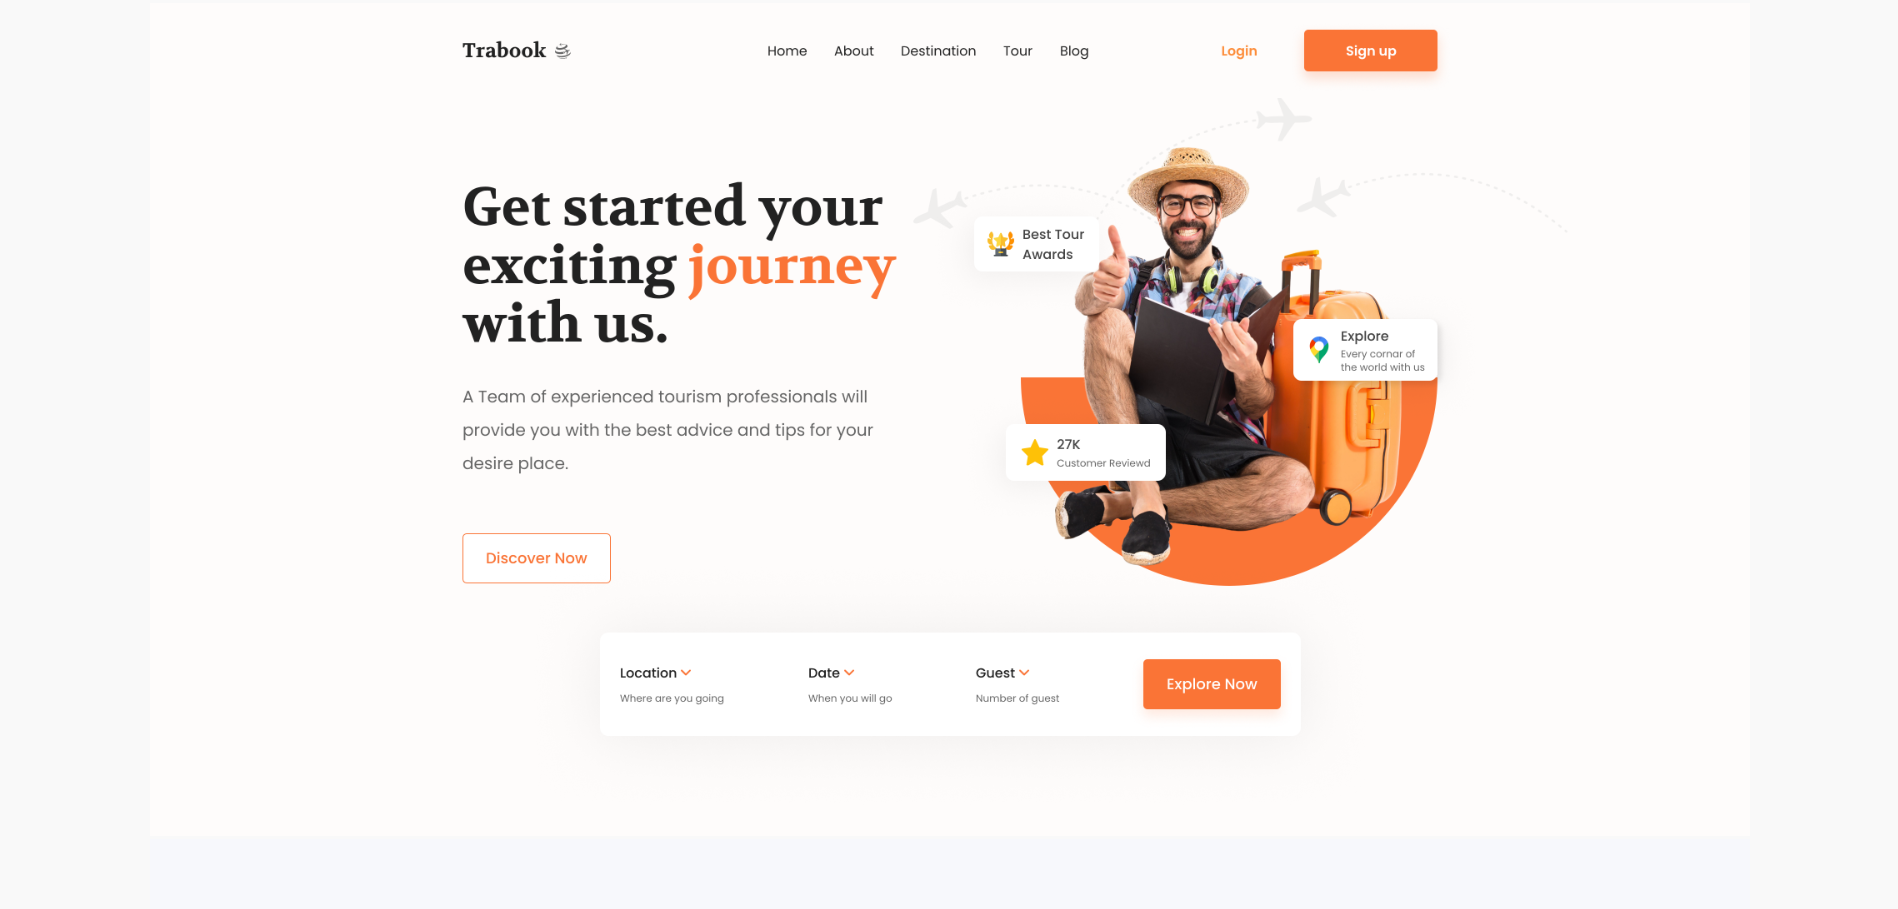 Trabook
Home About Destination Tour Blog
Login
Sign up
Get started your
exciting journey
with us.
A Team of experienced tourism professionals will
provide you with the best advice and tips for your
desire place.
Discover Now
Best Tour
Awards
Explore
Every cornar of
the world with us
27K
Customer Reviewd
Location
Where are you going
Date
When you will go
Guest
Number of guest
Explore Now